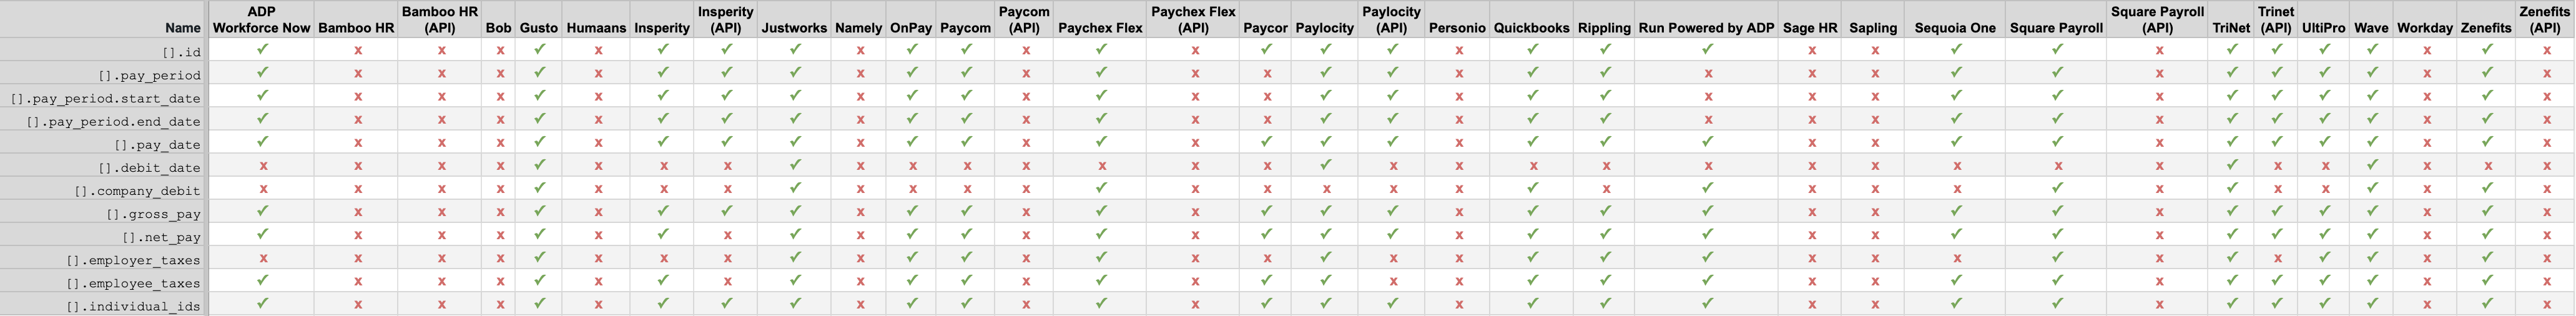 Name ADP Workforce Now Bamboo HR Bamboo HR (API) Bob Gusto Humaans Insperity Insperity (API) Justworks Namely OnPay Paycom Paycom (API) Paychex Flex Paychex Flex (API) Paycor Paylocity Paylocity (API) Personio Quickbooks Rippling Run Powered by ADP Sage HR Sapling Sequoia One Square Payroll Square Payroll (API) TriNet Trinet (API) UltiPro Wave Workday Zenefits Zenefits (API)
[].id ✓ x x x ✓ x ✓ ✓ ✓ x ✓ ✓ x ✓ x ✓ ✓ ✓ x ✓ ✓ ✓ x x ✓ ✓ x ✓ ✓ ✓ ✓ x ✓ x
[].pay_period ✓ x x x ✓ x ✓ ✓ ✓ x ✓ ✓ x ✓ x x ✓ ✓ x ✓ ✓ x x x ✓ ✓ x ✓ ✓ ✓ ✓ x ✓ x
[].pay_period.start_date ✓ x x x ✓ x ✓ ✓ ✓ x ✓ ✓ x ✓ x x ✓ ✓ x ✓ ✓ x x x ✓ ✓ x ✓ ✓ ✓ ✓ x ✓ x
[].pay_period.end_date ✓ x x x ✓ x ✓ ✓ ✓ x ✓ ✓ x ✓ x x ✓ ✓ x ✓ ✓ x x x ✓ ✓ x ✓ ✓ ✓ ✓ x ✓ x
[].pay_date ✓ x x x ✓ x ✓ ✓ ✓ x ✓ ✓ x ✓ x ✓ ✓ ✓ x ✓ ✓ ✓ x x ✓ ✓ x ✓ ✓ ✓ ✓ x ✓ x
[].debit_date x x x x ✓ x x x ✓ x x x x x x x ✓ x x x x x x x x x x ✓ x x ✓ x x x
[].company_debit x x x x ✓ x x x ✓ x x x x ✓ x x x x x ✓ x ✓ x x x ✓ x ✓ x x ✓ x ✓ x
[].gross_pay ✓ x x x ✓ x ✓ ✓ ✓ x ✓ ✓ x ✓ x ✓ ✓ ✓ x ✓ ✓ ✓ x x ✓ ✓ x ✓ ✓ ✓ ✓ x ✓ x
[].net_pay ✓ x x x ✓ x ✓ x ✓ x ✓ ✓ x ✓ x ✓ ✓ ✓ x ✓ ✓ ✓ x x ✓ ✓ x ✓ ✓ ✓ ✓ x ✓ x
[].employer_taxes x x x x ✓ x x x ✓ x ✓ ✓ x ✓ x x ✓ x x ✓ ✓ ✓ x x x ✓ x ✓ x ✓ ✓ x ✓ x
[].employee_taxes ✓ x x x ✓ x ✓ x ✓ x ✓ ✓ x ✓ x ✓ ✓ x x ✓ ✓ ✓ x x ✓ ✓ x ✓ ✓ ✓ ✓ x ✓ x
[].individual_ids ✓ x x x ✓ x ✓ ✓ ✓ x ✓ ✓ x ✓ x ✓ ✓ ✓ x ✓ ✓ ✓ x x ✓ ✓ x ✓ ✓ ✓ ✓ x ✓ x